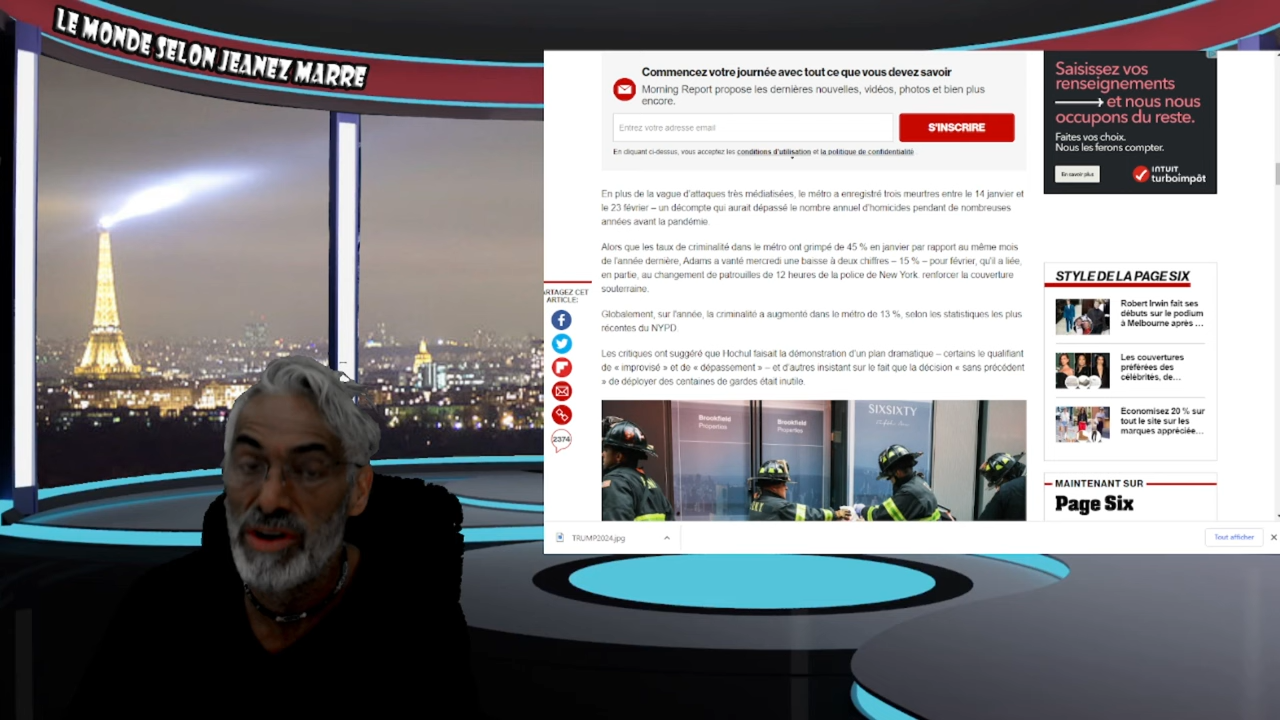 LE MONDE SELON JEANEZ MARRE
Commencez votre journée avec tout ce que vous devez savoir
Morning Report propose les dernières nouvelles, vidéos, photos et bien plus
encore.
Entrez votre adresse email
S'INSCRIRE
En cliquant ci-dessus, vous acceptez les conditions d'utilisation et la politique de confidentialité
En plus de la vague d'attaques très médiatisées, le métro a enregistré trois meurtres entre le 14 janvier et
le 23 février – un décompte qui aurait dépassé le nombre annuel d'homicides pendant de nombreuses
années avant la pandémie.
Alors que les taux de criminalité dans le métro ont grimpé de 45 % en janvier par rapport au même mois
de l'année dernière, Adams a vanté mercredi une baisse à deux chiffres – 15 % – pour février, qu'il a liée,
en partie, au changement de patrouilles de 12 heures de la police de New York. renforcer la couverture
souterraine.
Globalement, sur l'année, la criminalité a augmenté dans le métro de 13 %, selon les statistiques les plus
récentes du NYPD.
Les critiques ont suggéré que Hochul faisait la démonstration d'un plan dramatique – certains le qualifiant
de « improvisé » et de « dépassement » – et d'autres insistant sur le fait que la décision « sans précédent
» de déployer des centaines de gardes était inutile.
RTAGEZ CET
ARTICLE:
2374
Brookfield
Properties
Brookfield
Properties
SIXSIXTY
Saisissez vos
renseignements
et nous nous
occupons du reste.
Faites vos choix.
Nous les ferons compter.
En savoir plus
INTUIT
turboimpôt
STYLE DE LA PAGE SIX
Robert Irwin fait ses
débuts sur le podium
à Melbourne après ...
Les couvertures
préférées des
célébrités, de...
Economisez 20 % sur
tout le site sur les
marques appréciée...
MAINTENANT SUR
Page Six
TRUMP2024.jpg
Tout afficher